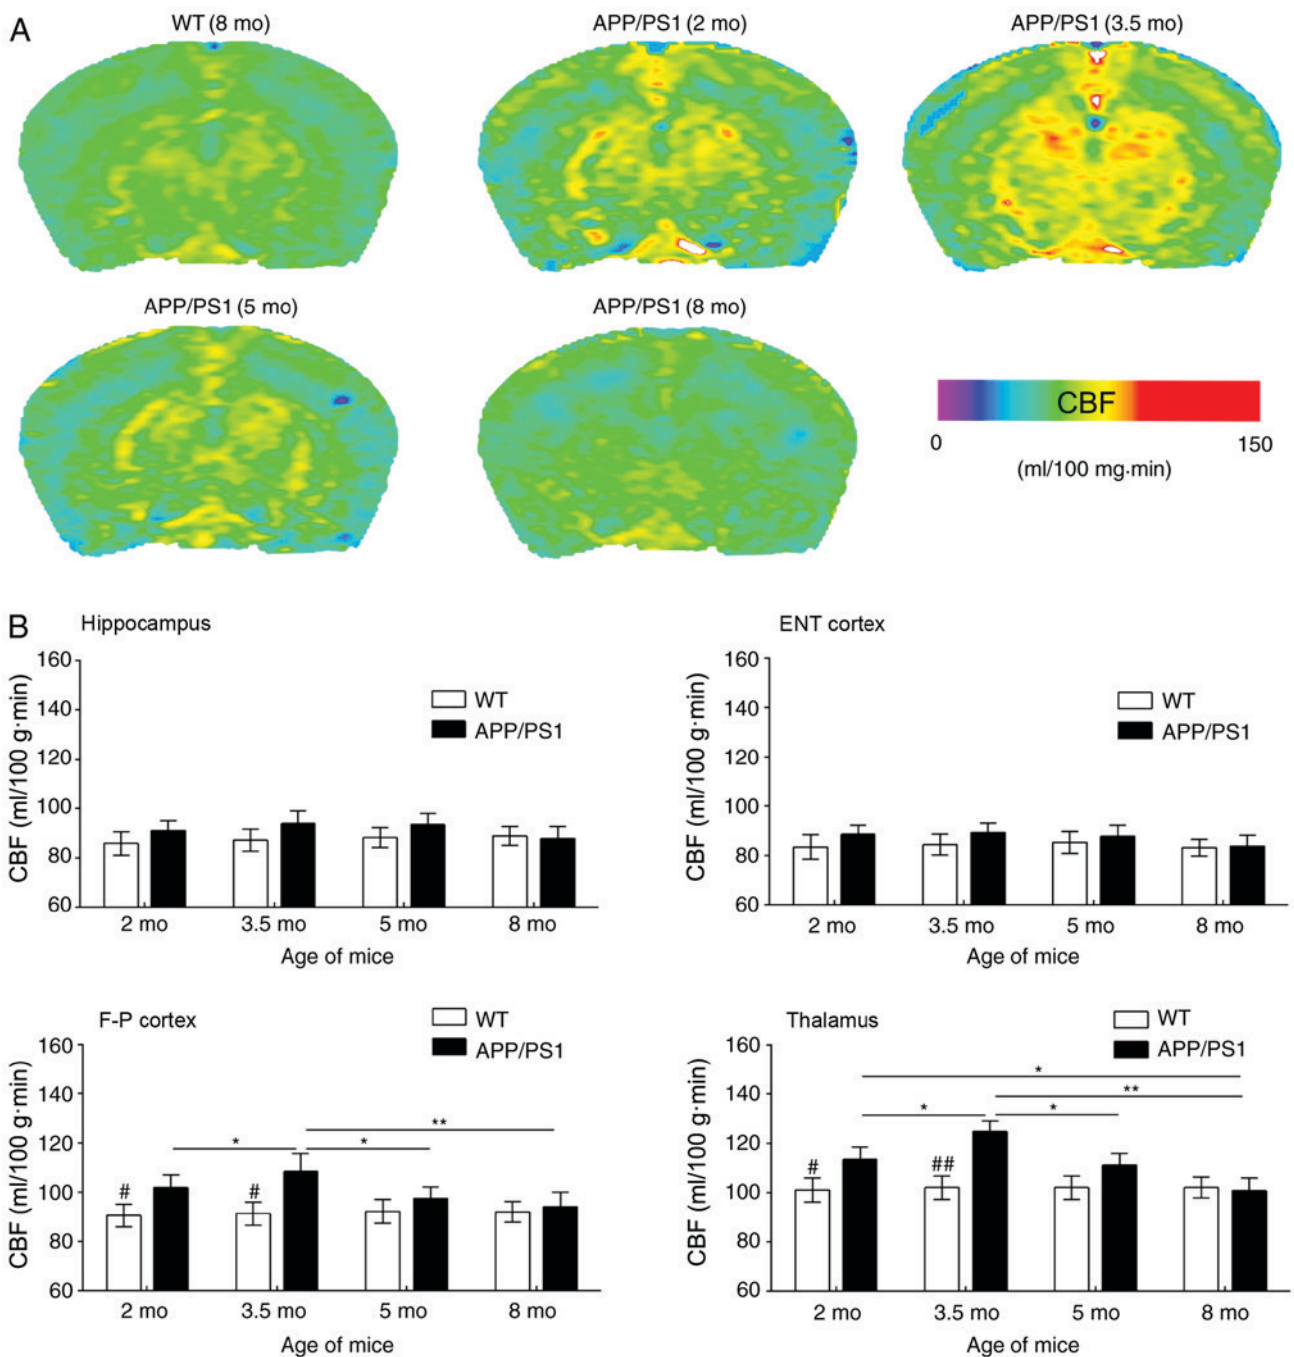 A
WT (8 mo)
APP/PS1 (2 mo)
APP/PS1 (3.5 mo)
APP/PS1 (5 mo)
APP/PS1 (8 mo)
CBF
0
150
(ml/100 mg·min)
B
Hippocampus
CBF (ml/100 g·min)
160
140
120
100
80
60
WT
APP/PS1
2 mo
3.5 mo
5 mo
8 mo
Age of mice
ENT cortex
CBF (ml/100 g·min)
160
140
120
100
80
60
WT
APP/PS1
2 mo
3.5 mo
5 mo
8 mo
Age of mice
F-P cortex
CBF (ml/100 g·min)
160
140
120
100
80
60
WT
APP/PS1
**
*
*
#
#
2 mo
3.5 mo
5 mo
8 mo
Age of mice
Thalamus
CBF (ml/100 g·min)
160
140
120
100
80
60
WT
APP/PS1
*
**
*
*
#
##
2 mo
3.5 mo
5 mo
8 mo
Age of mice